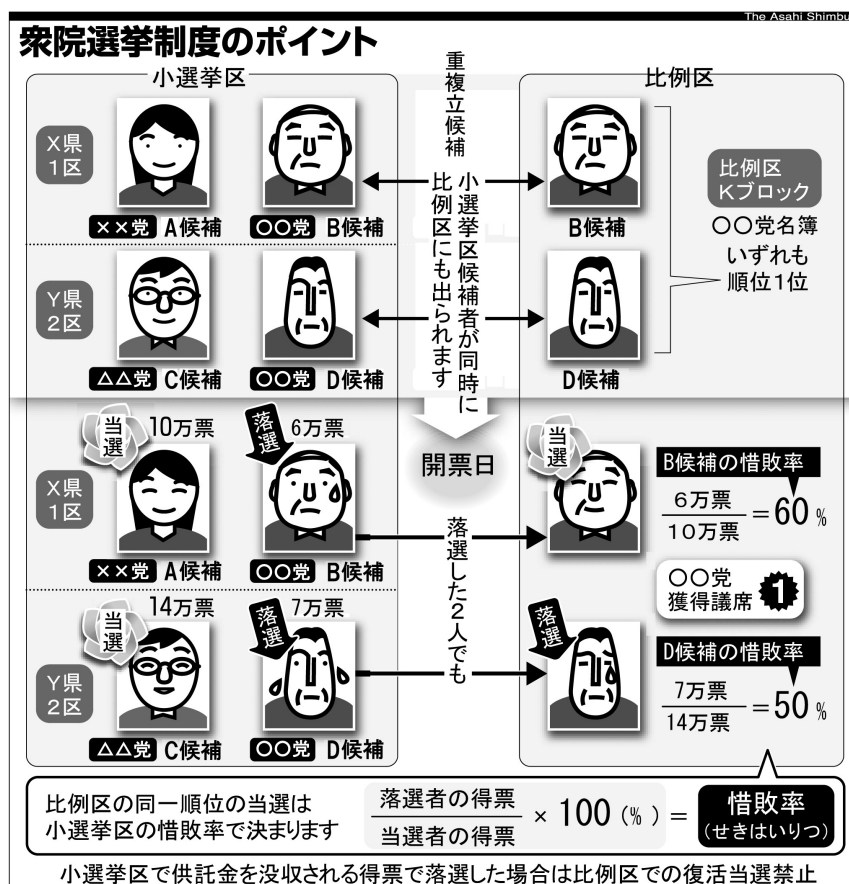 The Asahi Shimbu
衆院選挙制度のポイント
小選挙区
重複立候補
比例区
小選挙区候補者が同時に
比例区にも出られます
X県
1区
××党 A候補
〇〇党 B候補
B候補
比例区
Kブロック
〇〇党名簿
いずれも
順位1位
Y県
2区
△△党 C候補
〇〇党 D候補
D候補
開票日
X県
1区
当選
10万票
落選
6万票
××党 A候補
〇〇党 B候補
落選した2人でも
当選
B候補の惜敗率
6万票
10万票
=60%
〇〇党
獲得議席
1
Y県
2区
当選
14万票
落選
7万票
△△党 C候補
〇〇党 D候補
落選
D候補の惜敗率
7万票
14万票
=50%
比例区の同一順位の当選は
小選挙区の惜敗率で決まります
落選者の得票
当選者の得票
× 100(%)=
惜敗率
(せきはいりつ)
小選挙区で供託金を没収される得票で落選した場合は比例区での復活当選禁止